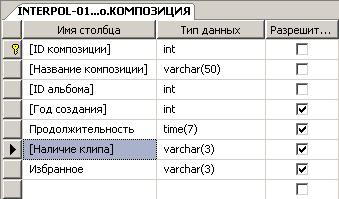 INTERPOL-01...o.КОМПОЗИЦИЯ
Имя столбца Тип данных Разрешит...
[ID композиции] int
[Название композиции] varchar(50)
[ID альбома] int
[Год создания] int
Продолжительность time(7)
[Наличие клипа] varchar(3)
Избранное varchar(3)